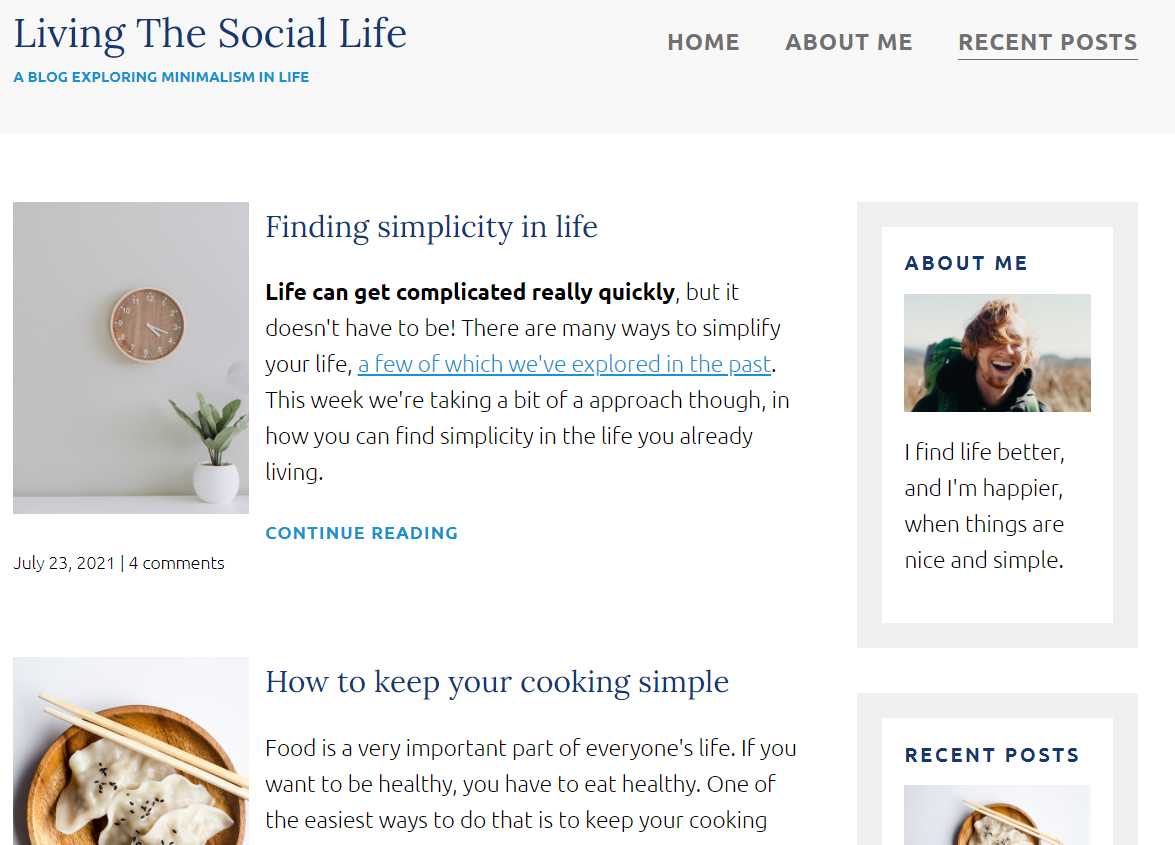 Living The Social Life
A BLOG EXPLORING MINIMALISM IN LIFE
HOME ABOUT ME RECENT POSTS
Finding simplicity in life
Life can get complicated really quickly, but it
doesn't have to be! There are many ways to simplify
your life, a few of which we've explored in the past.
This week we're taking a bit of a approach though, in
how you can find simplicity in the life you already
living.
CONTINUE READING
July 23, 2021 | 4 comments
How to keep your cooking simple
Food is a very important part of everyone's life. If you
want to be healthy, you have to eat healthy. One of
the easiest ways to do that is to keep your cooking
ABOUT ME
I find life better,
and I'm happier,
when things are
nice and simple.
RECENT POSTS